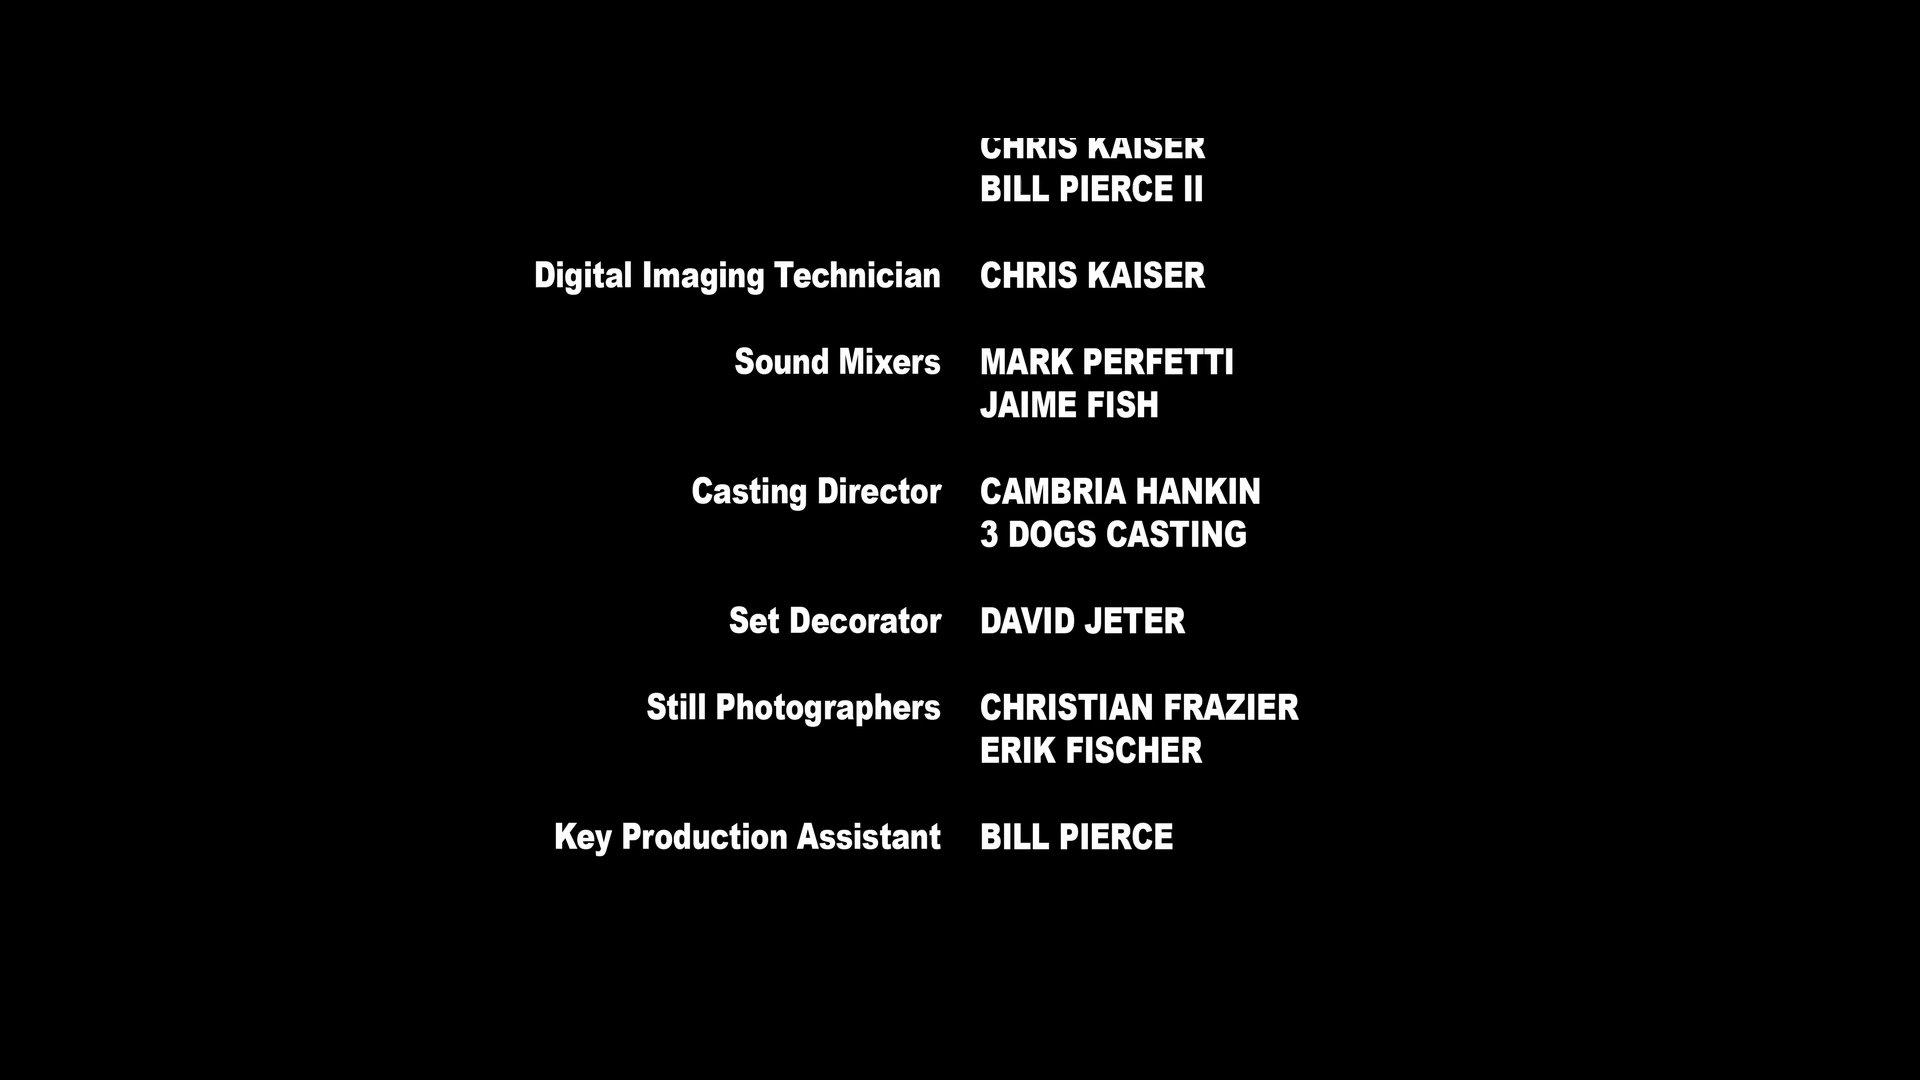 CHRIS KAISER
BILL PIERCE II
Digital Imaging Technician CHRIS KAISER
Sound Mixers MARK PERFETTI
JAIME FISH
Casting Director CAMBRIA HANKIN
3 DOGS CASTING
Set Decorator DAVID JETER
Still Photographers CHRISTIAN FRAZIER
ERIK FISCHER
Key Production Assistant BILL PIERCE